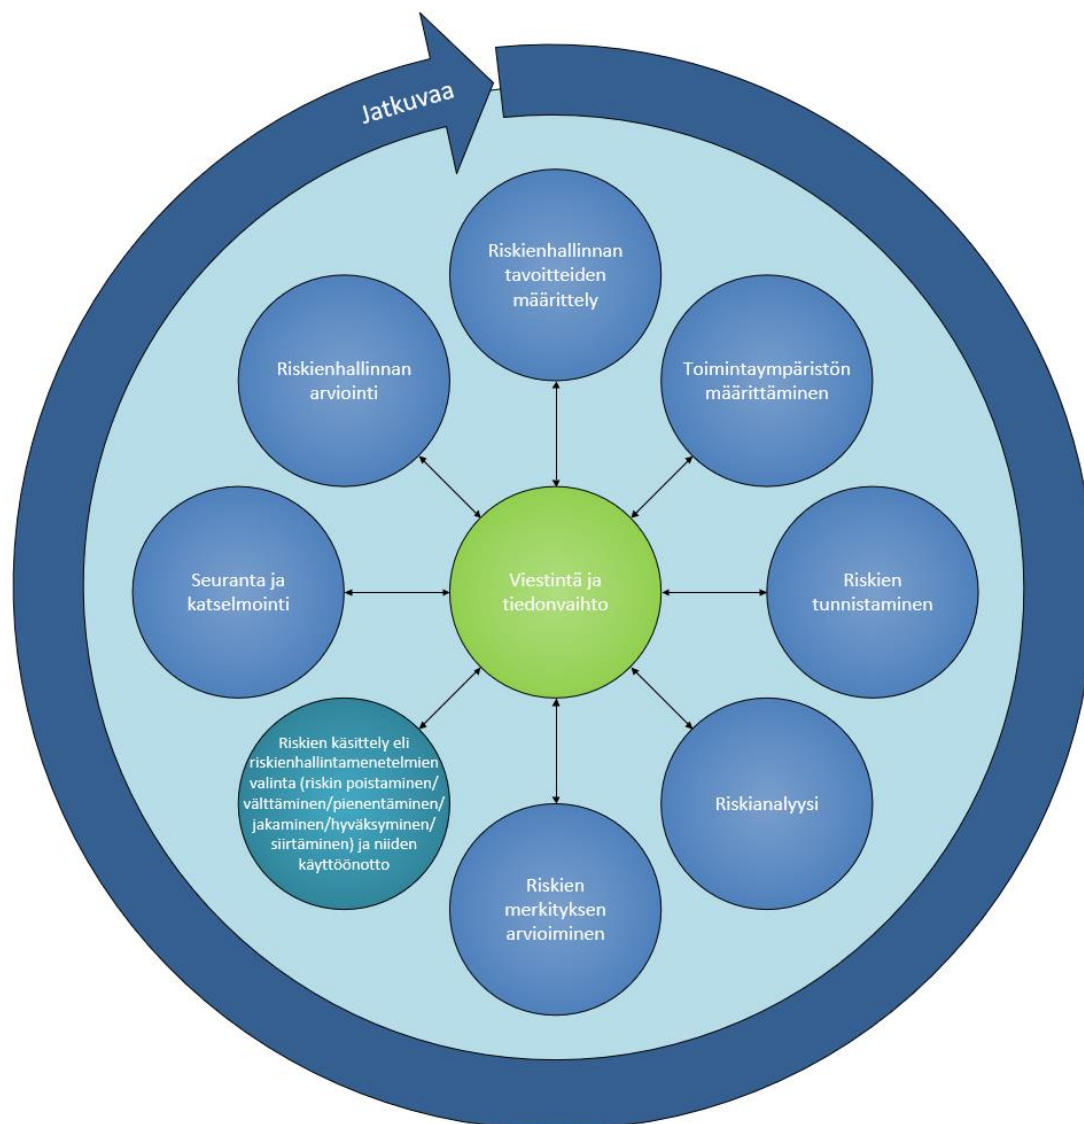 Jatkuvaa
Riskienhallinnan
tavoitteiden
määrittely
Toimintaympäristön
määrittäminen
Riskien
tunnistaminen
Riskianalyysi
Riskien
merkityksen
arvioiminen
Riskien käsittely eli
riskienhallintamenetelmien
valinta (riskin poistaminen/
välttäminen/pienentäminen/
jakaminen/hyväksyminen/
siirtäminen) ja niiden
käyttöönotto
Seuranta ja
katselmointi
Riskienhallinnan
arviointi
Viestintä ja
tiedonvaihto